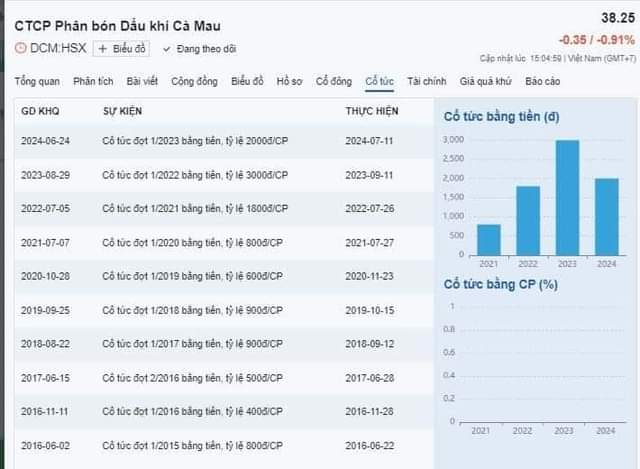 CTCP Phân bón Dầu khí Cà Mau 38.25
DCM:HSX + Biểu đồ ✓ Đang theo dõi -0.35 / -0.91%
Cập nhật lúc 15:04:59 | Việt Nam (GMT+7)
Tổng quan Phân tích Bài viết Cộng đồng Biểu đồ Hồ sơ Cổ đông Cổ tức Tài chính Giá quá khứ Báo cáo
GD KHQ SỰ KIỆN THỰC HIỆN
2024-06-24 Cổ tức đợt 1/2023 bằng tiền, tỷ lệ 2000đ/CP 2024-07-11
2023-08-29 Cổ tức đợt 1/2022 bằng tiền, tỷ lệ 3000đ/CP 2023-09-11
2022-07-05 Cổ tức đợt 1/2021 bằng tiền, tỷ lệ 1800đ/CP 2022-07-26
2021-07-07 Cổ tức đợt 1/2020 bằng tiền, tỷ lệ 800đ/CP 2021-07-27
2020-10-28 Cổ tức đợt 1/2019 bằng tiền, tỷ lệ 600đ/CP 2020-11-23
2019-09-25 Cổ tức đợt 1/2018 bằng tiền, tỷ lệ 900đ/CP 2019-10-15
2018-08-22 Cổ tức đợt 1/2017 bằng tiền, tỷ lệ 900đ/CP 2018-09-12
2017-06-15 Cổ tức đợt 2/2016 bằng tiền, tỷ lệ 500đ/CP 2017-06-28
2016-11-11 Cổ tức đợt 1/2016 bằng tiền, tỷ lệ 400đ/CP 2016-11-28
2016-06-02 Cổ tức đợt 1/2015 bằng tiền, tỷ lệ 800đ/CP 2016-06-22
Cổ tức bằng tiền (đ)
3,000
2,500
2,000
1,500
1,000
500
0
2021 2022 2023 2024
Cổ tức bằng CP (%)
1
0.8
0.6
0.4
0.2
0
2021 2022 2023 2024